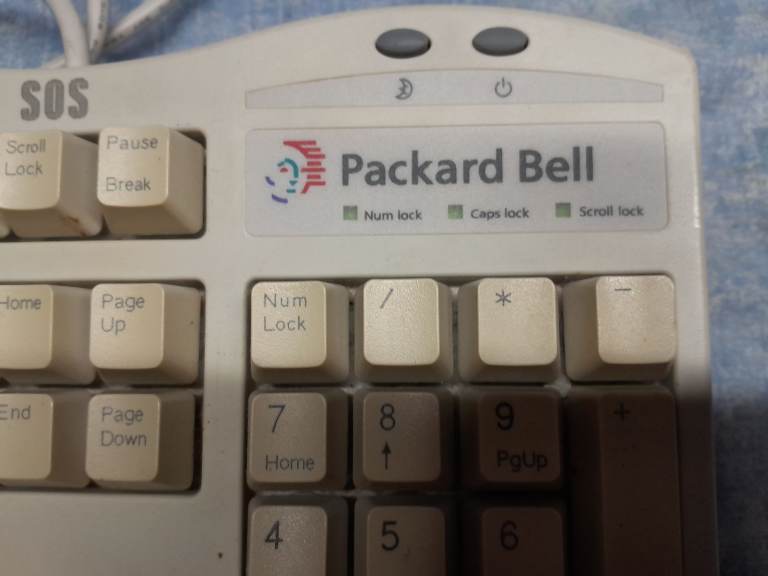 SOS
Scroll
Lock
Pause
Break
Packard Bell
Num lock Caps lock Scroll lock
Home
Page
Up
Num
Lock
/
*
-
End
Page
Down
7
Home
8
↑
9
PgUp
+
4
5
6